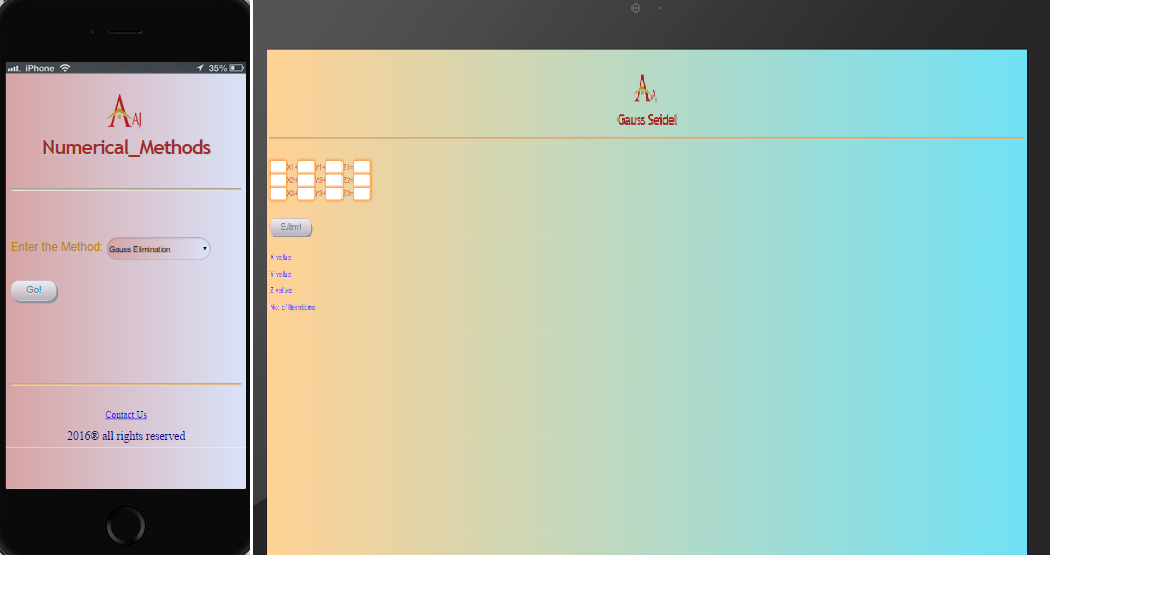 iPhone 35%
A AJ
Numerical_Methods
Enter the Method: Gauss Elimination
Go!
Contact Us
2016® all rights reserved
Gauss Seidel
X1+ Y1+ Z1=
X2+ Y2+ Z2=
X3+ Y3+ Z3=
Submit
X value
Y value
Z value
No. of Iterations